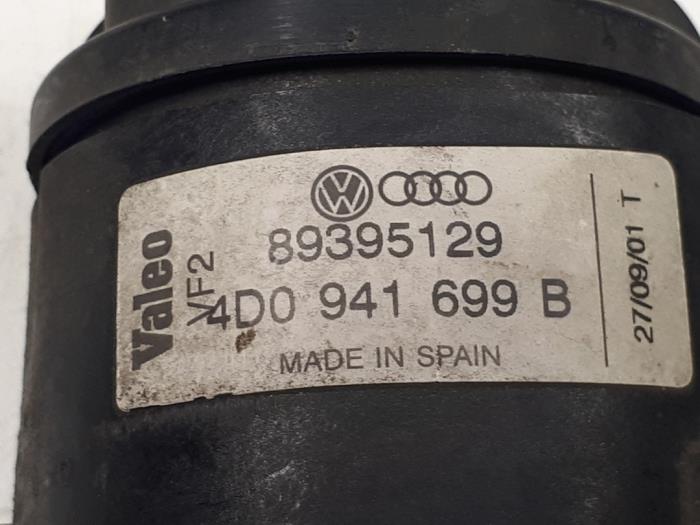 Valeo
VF2
89395129
4D0 941 699 B
MADE IN SPAIN
27/09/01 T